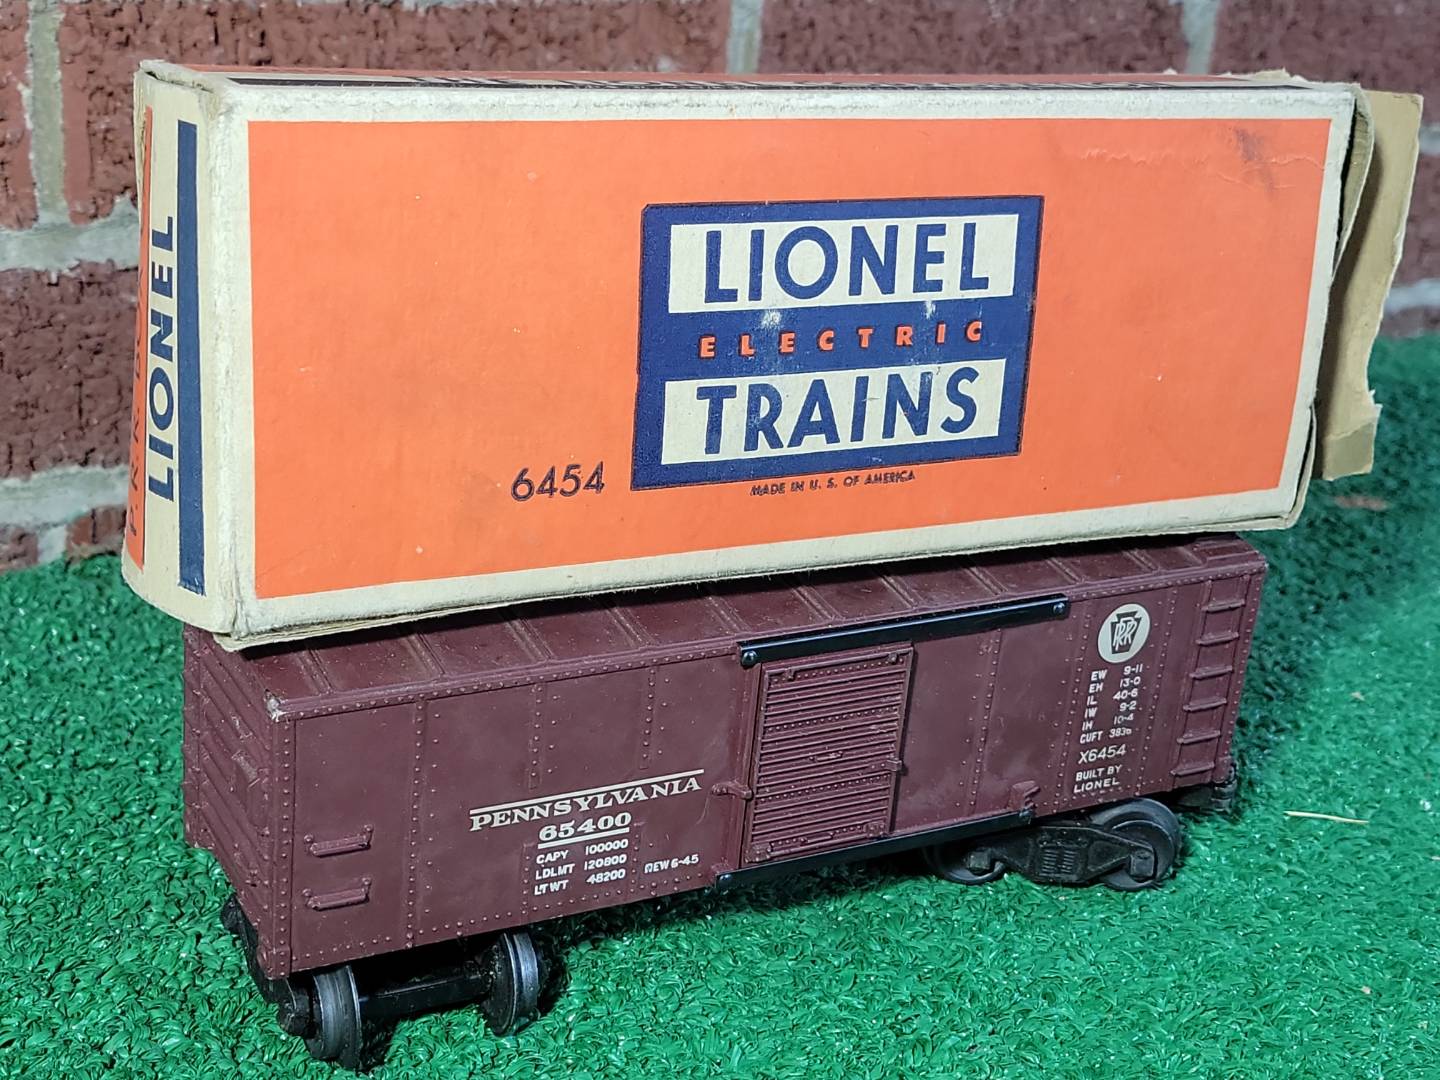 LIONEL
LIONEL
ELECTRIC
TRAINS
6454
MADE IN U. S. OF AMERICA
PRR
EW 9-11
EH 13-0
IL 40-6
IW 9-2
IH 10-4
CUFT 3836
X6454
BUILT BY
LIONEL
PENNSYLVANIA
65400
CAPY 100000
LDLMT 120800
LT WT 48200 NEW 6-45